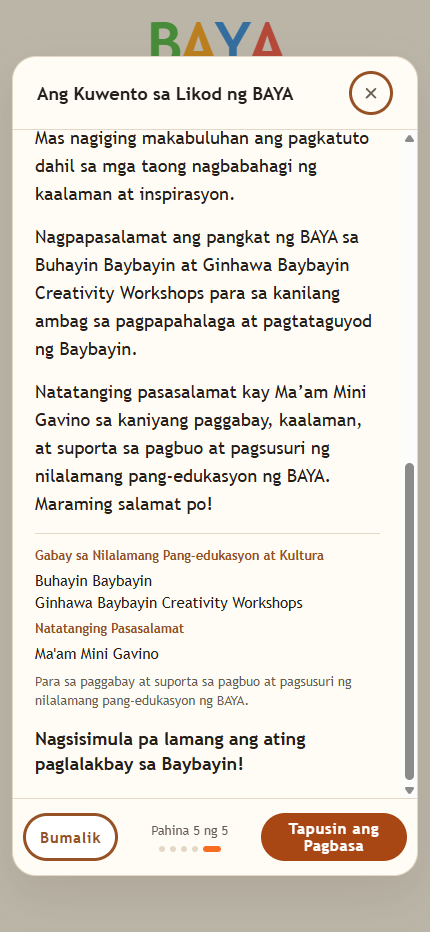 BAYA
Ang Kuwento sa Likod ng BAYA
Mas nagiging makabuluhan ang pagkatuto
dahil sa mga taong nagbabahagi ng
kaalaman at inspirasyon.
Nagpapasalamat ang pangkat ng BAYA sa
Buhayin Baybayin at Ginhawa Baybayin
Creativity Workshops para sa kanilang
ambag sa pagpapahalaga at pagtataguyod
ng Baybayin.
Natatanging pasasalamat kay Ma’am Mini
Gavino sa kaniyang paggabay, kaalaman,
at suporta sa pagbuo at pagsusuri ng
nilalamang pang-edukasyon ng BAYA.
Maraming salamat po!
Gabay sa Nilalamang Pang-edukasyon at Kultura
Buhayin Baybayin
Ginhawa Baybayin Creativity Workshops
Natatanging Pasasalamat
Ma'am Mini Gavino
Para sa paggabay at suporta sa pagbuo at pagsusuri ng
nilalamang pang-edukasyon ng BAYA.
Nagsisimula pa lamang ang ating
paglalakbay sa Baybayin!
Bumalik
Pahina 5 ng 5
Tapusin ang
Pagbasa